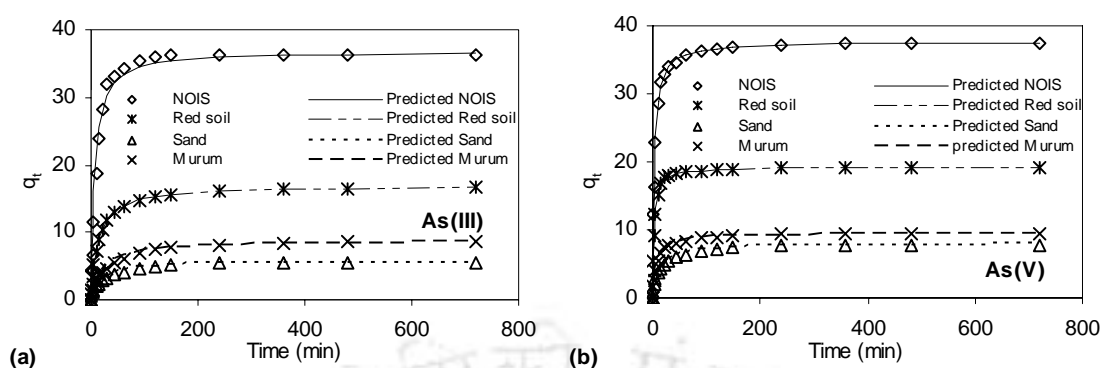 40
30
20
10
0
q_t
NOIS
Red soil
Sand
Murum
Predicted NOIS
Predicted Red soil
Predicted Sand
Predicted Murum
As(III)
0 200 400 600 800
Time (min)
(a)
40
30
20
10
0
q_t
NOIS
Red soil
Sand
Murum
Predicted NOIS
Predicted Red soil
Predicted Sand
predicted Murum
As(V)
0 200 400 600 800
Time (min)
(b)